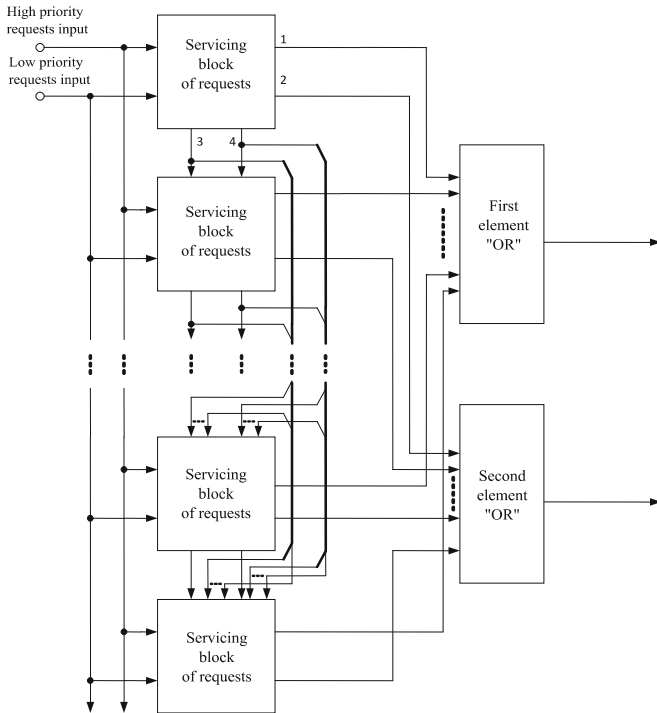 High priority
requests input
Low priority
requests input
Servicing
block
of requests
1
2
3
4
Servicing
block
of requests
First
element
"OR"
Servicing
block
of requests
Second
element
"OR"
Servicing
block
of requests